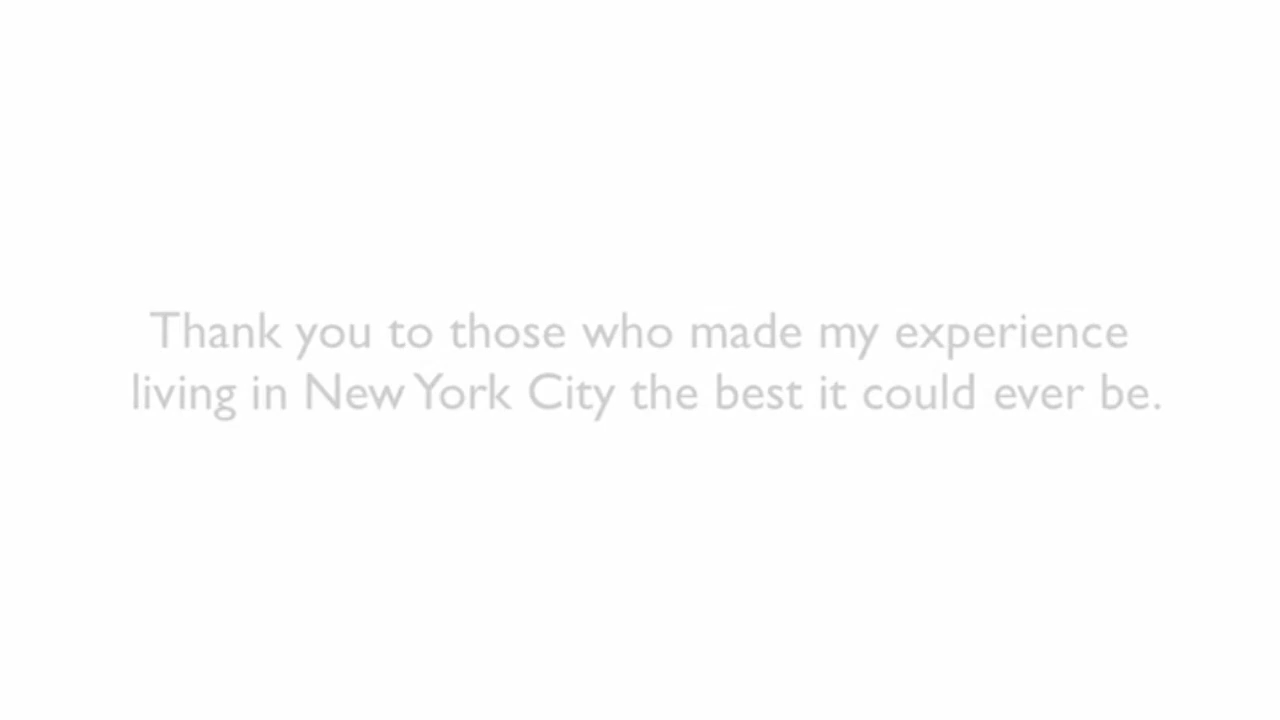 Thank you to those who made my experience
living in New York City the best it could ever be.